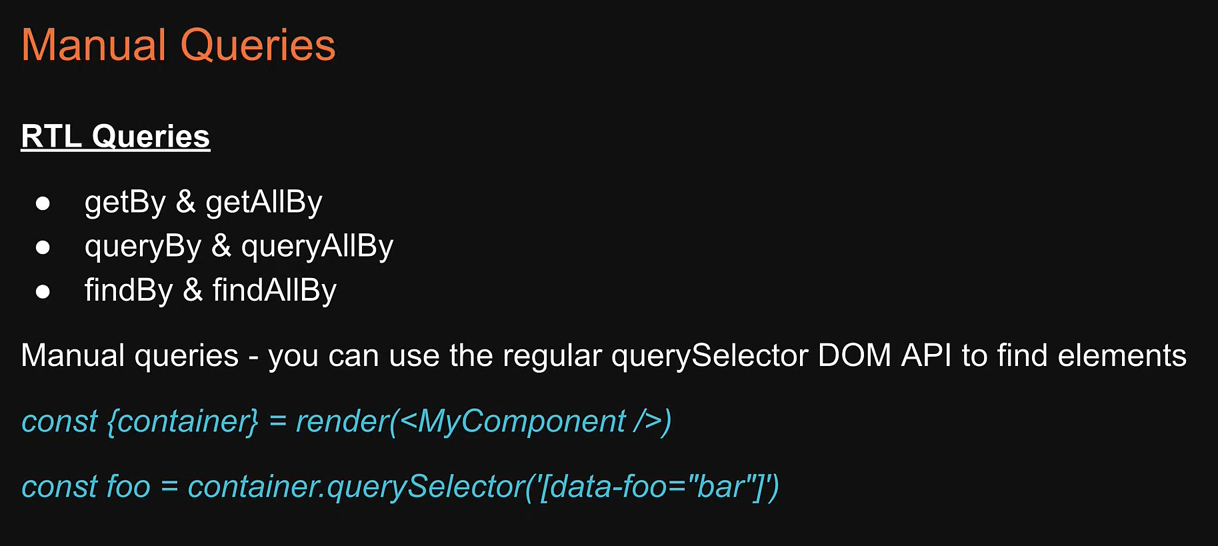 Manual Queries
RTL Queries
● getBy & getAllBy
● queryBy & queryAllBy
● findBy & findAllBy
Manual queries - you can use the regular querySelector DOM API to find elements
const {container} = render(<MyComponent />)
const foo = container.querySelector('[data-foo="bar"]')